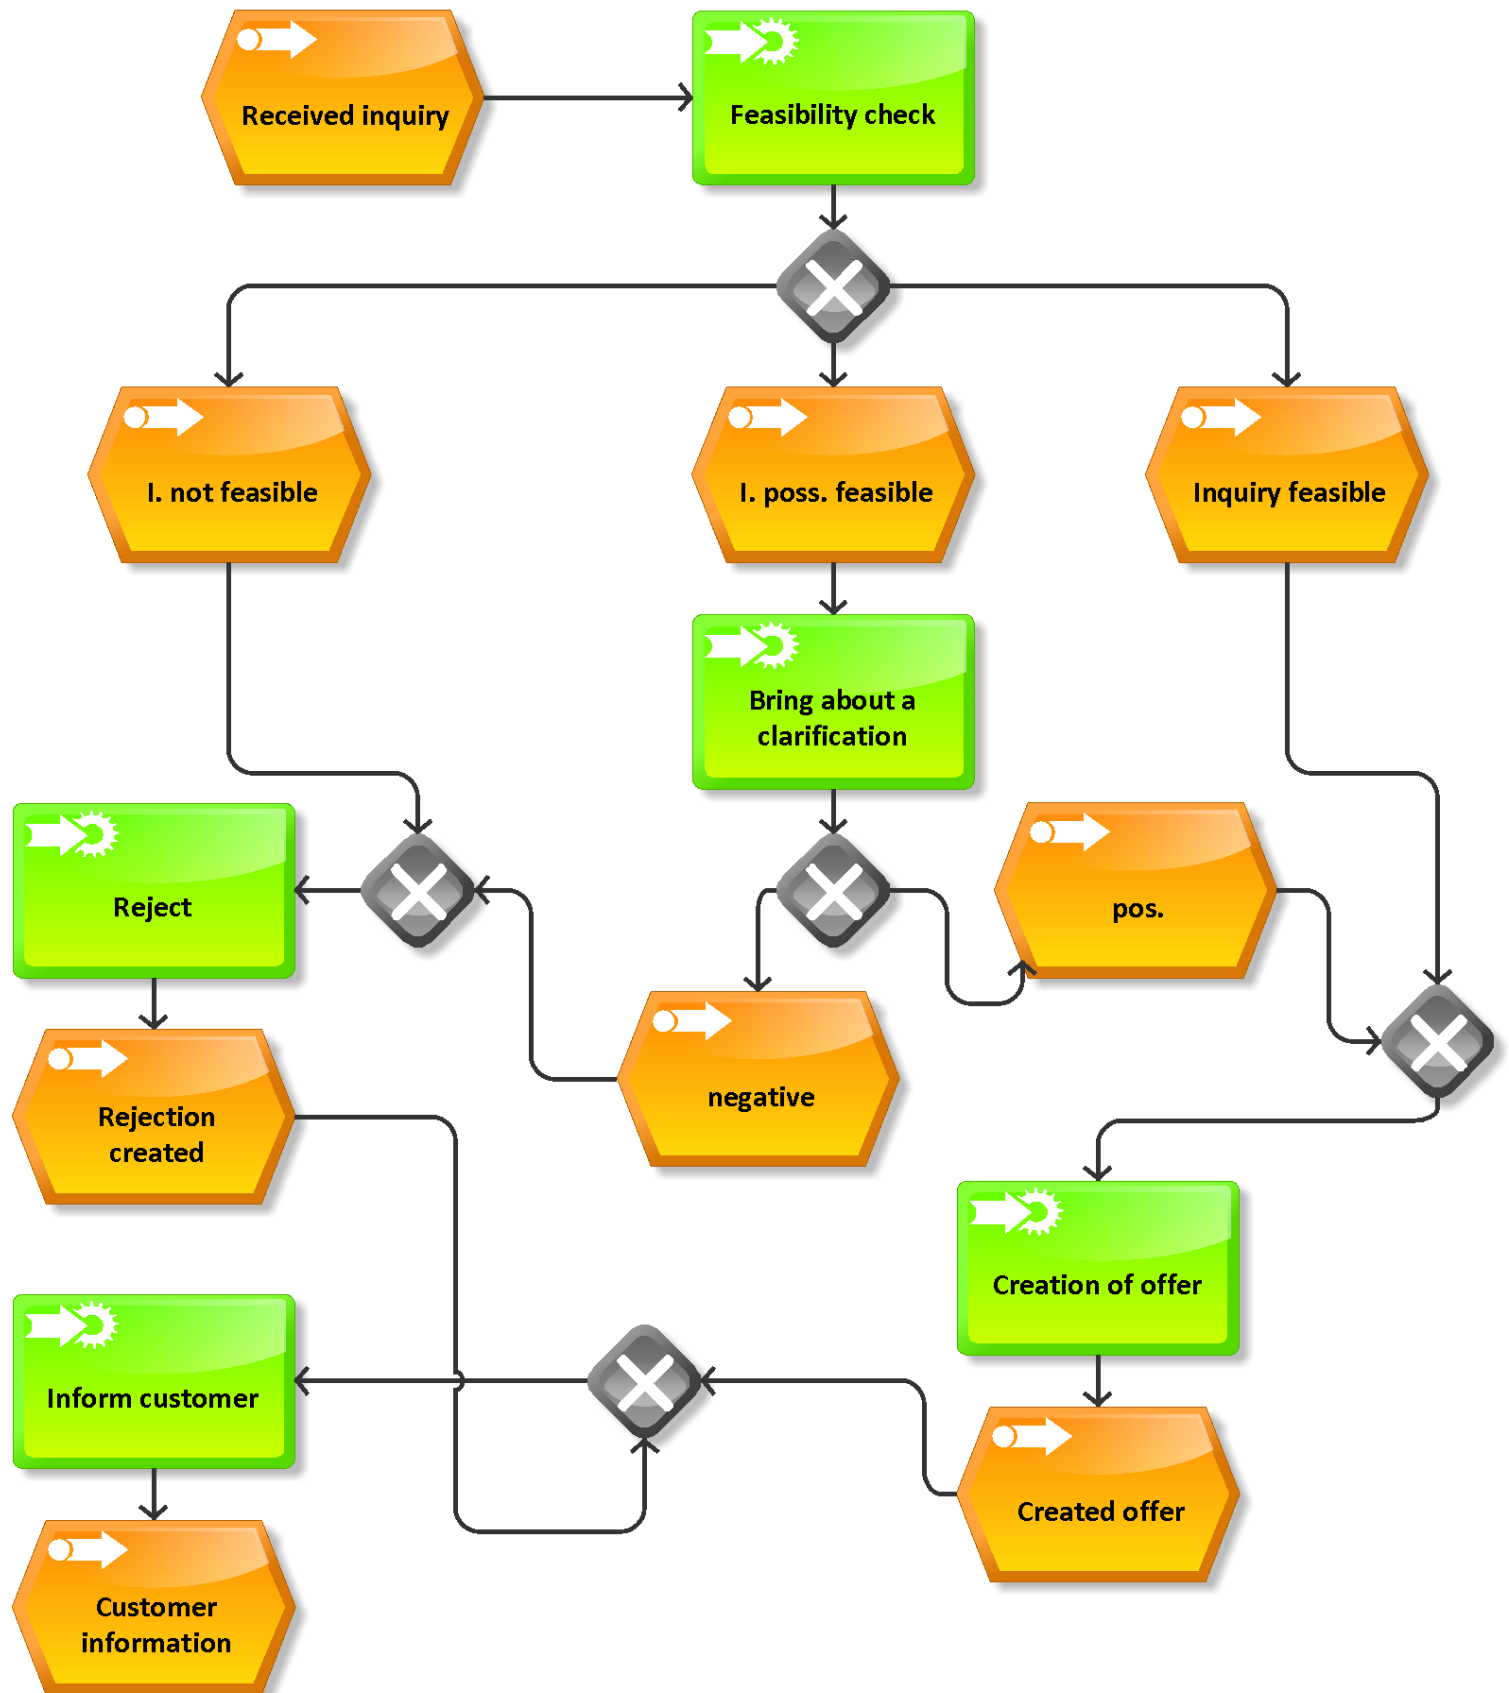 Received inquiry
Feasibility check
I. not feasible
I. poss. feasible
Inquiry feasible
Bring about a
clarification
Reject
pos.
negative
Rejection
created
Creation of offer
Inform customer
Created offer
Customer
information